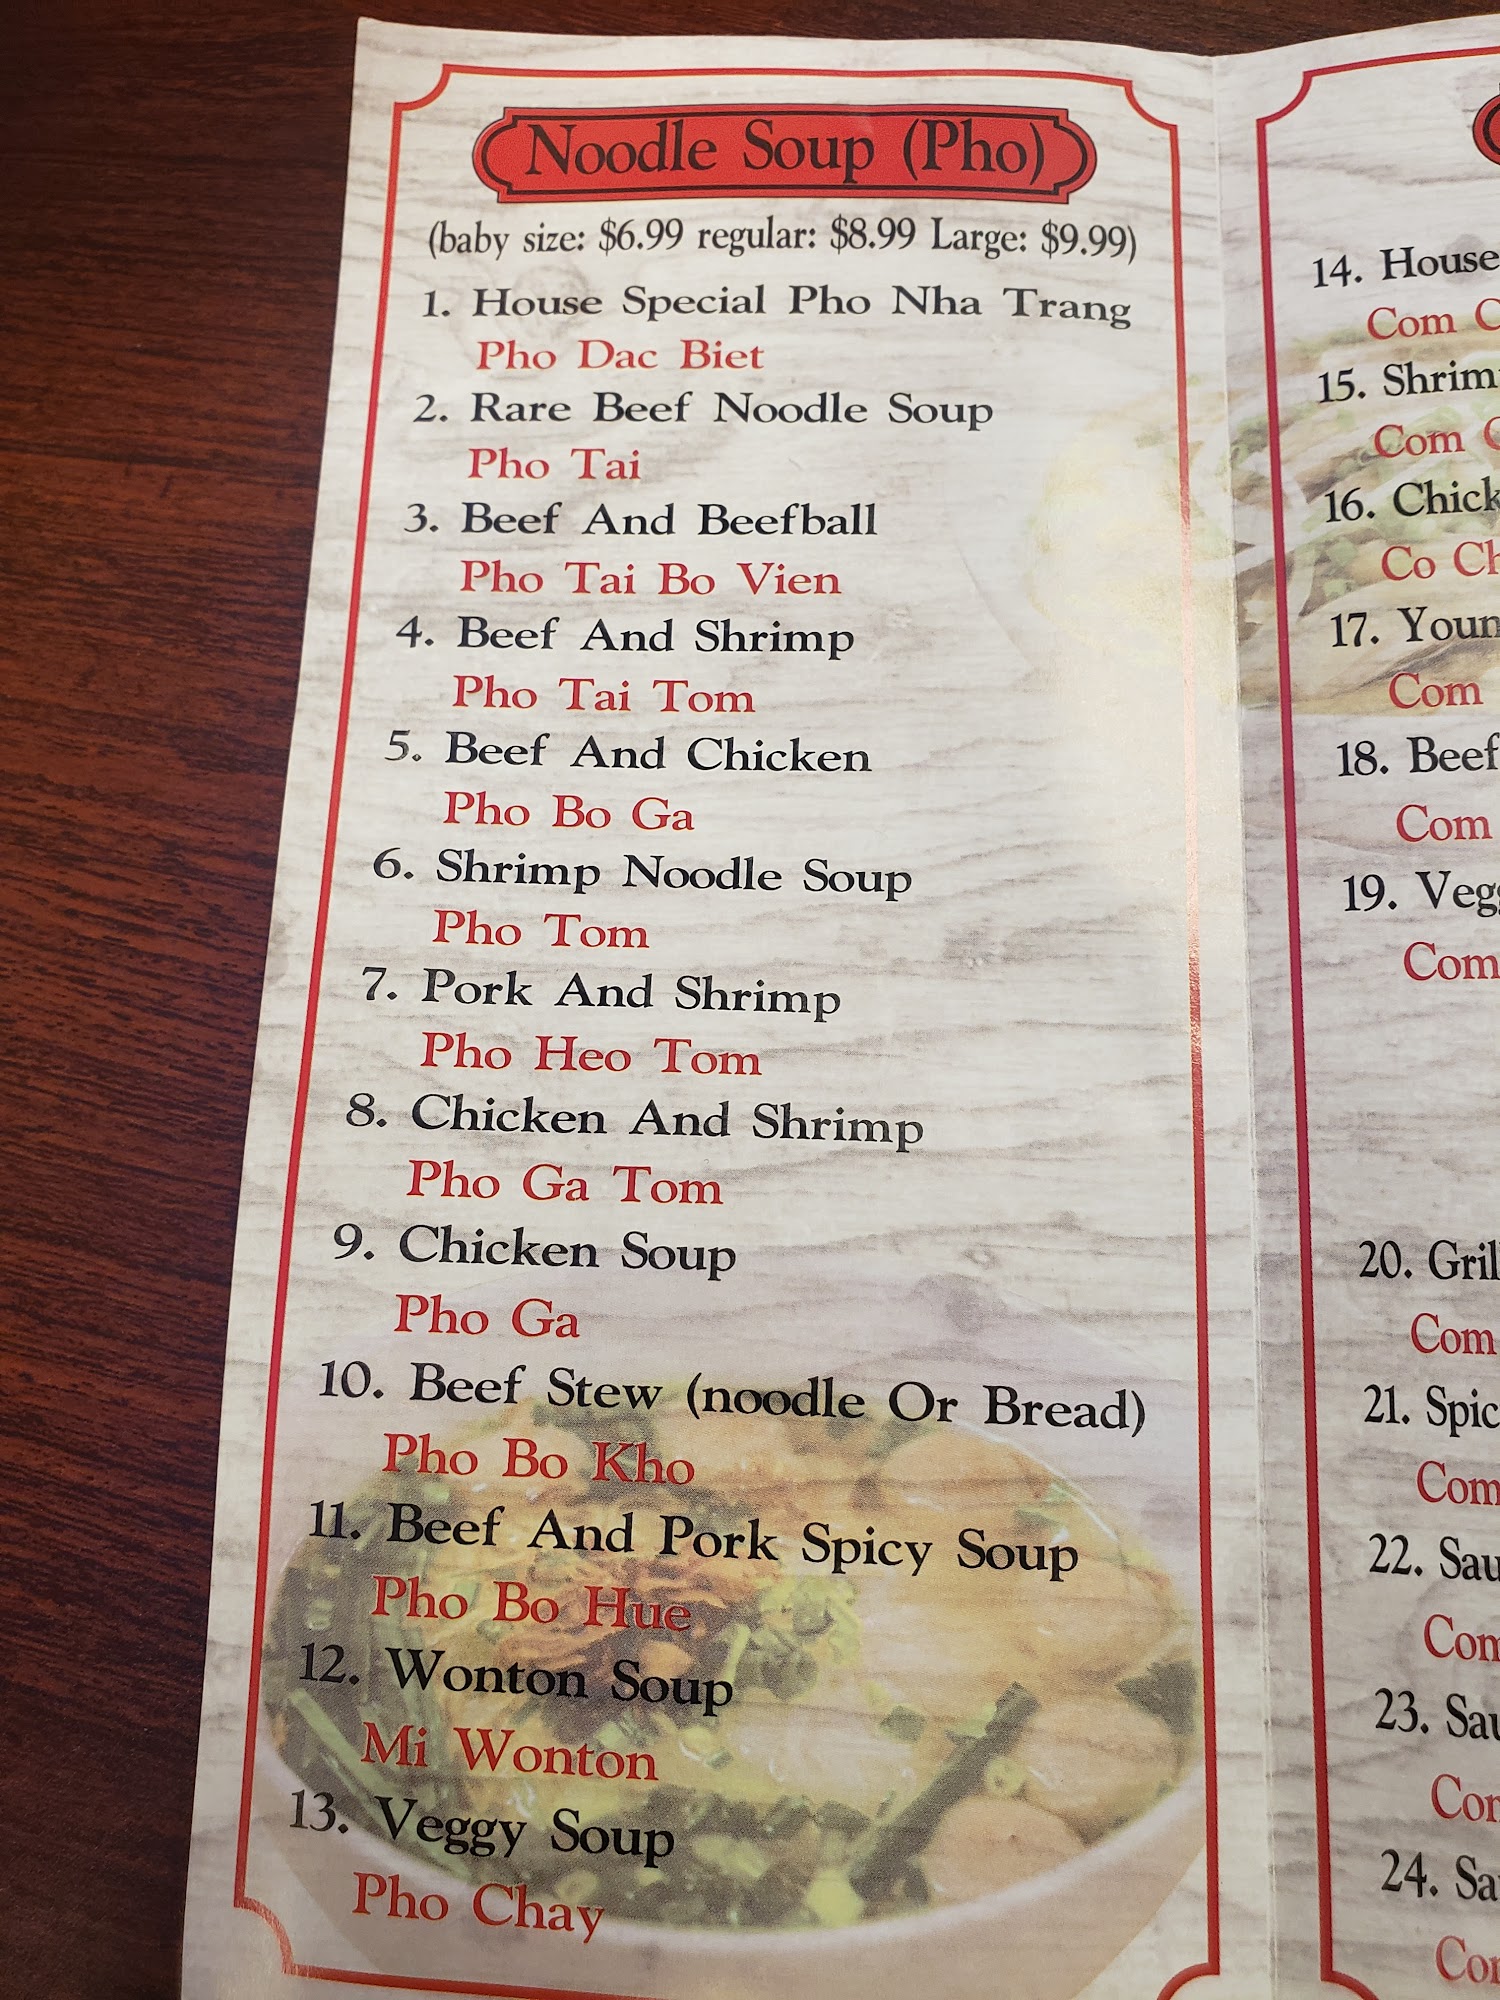 Noodle Soup (Pho)
(baby size: $6.99 regular: $8.99 Large: $9.99)
1. House Special Pho Nha Trang
Pho Dac Biet
2. Rare Beef Noodle Soup
Pho Tai
3. Beef And Beefball
Pho Tai Bo Vien
4. Beef And Shrimp
Pho Tai Tom
5. Beef And Chicken
Pho Bo Ga
6. Shrimp Noodle Soup
Pho Tom
7. Pork And Shrimp
Pho Heo Tom
8. Chicken And Shrimp
Pho Ga Tom
9. Chicken Soup
Pho Ga
10. Beef Stew (noodle Or Bread)
Pho Bo Kho
11. Beef And Pork Spicy Soup
Pho Bo Hue
12. Wonton Soup
Mi Wonton
13. Veggy Soup
Pho Chay
14. House
Com
15.
Com
16.
Co
17.
Com
18. Beef
Com
19.
Com
20.
Com
21.
Com
22.
23.
24.